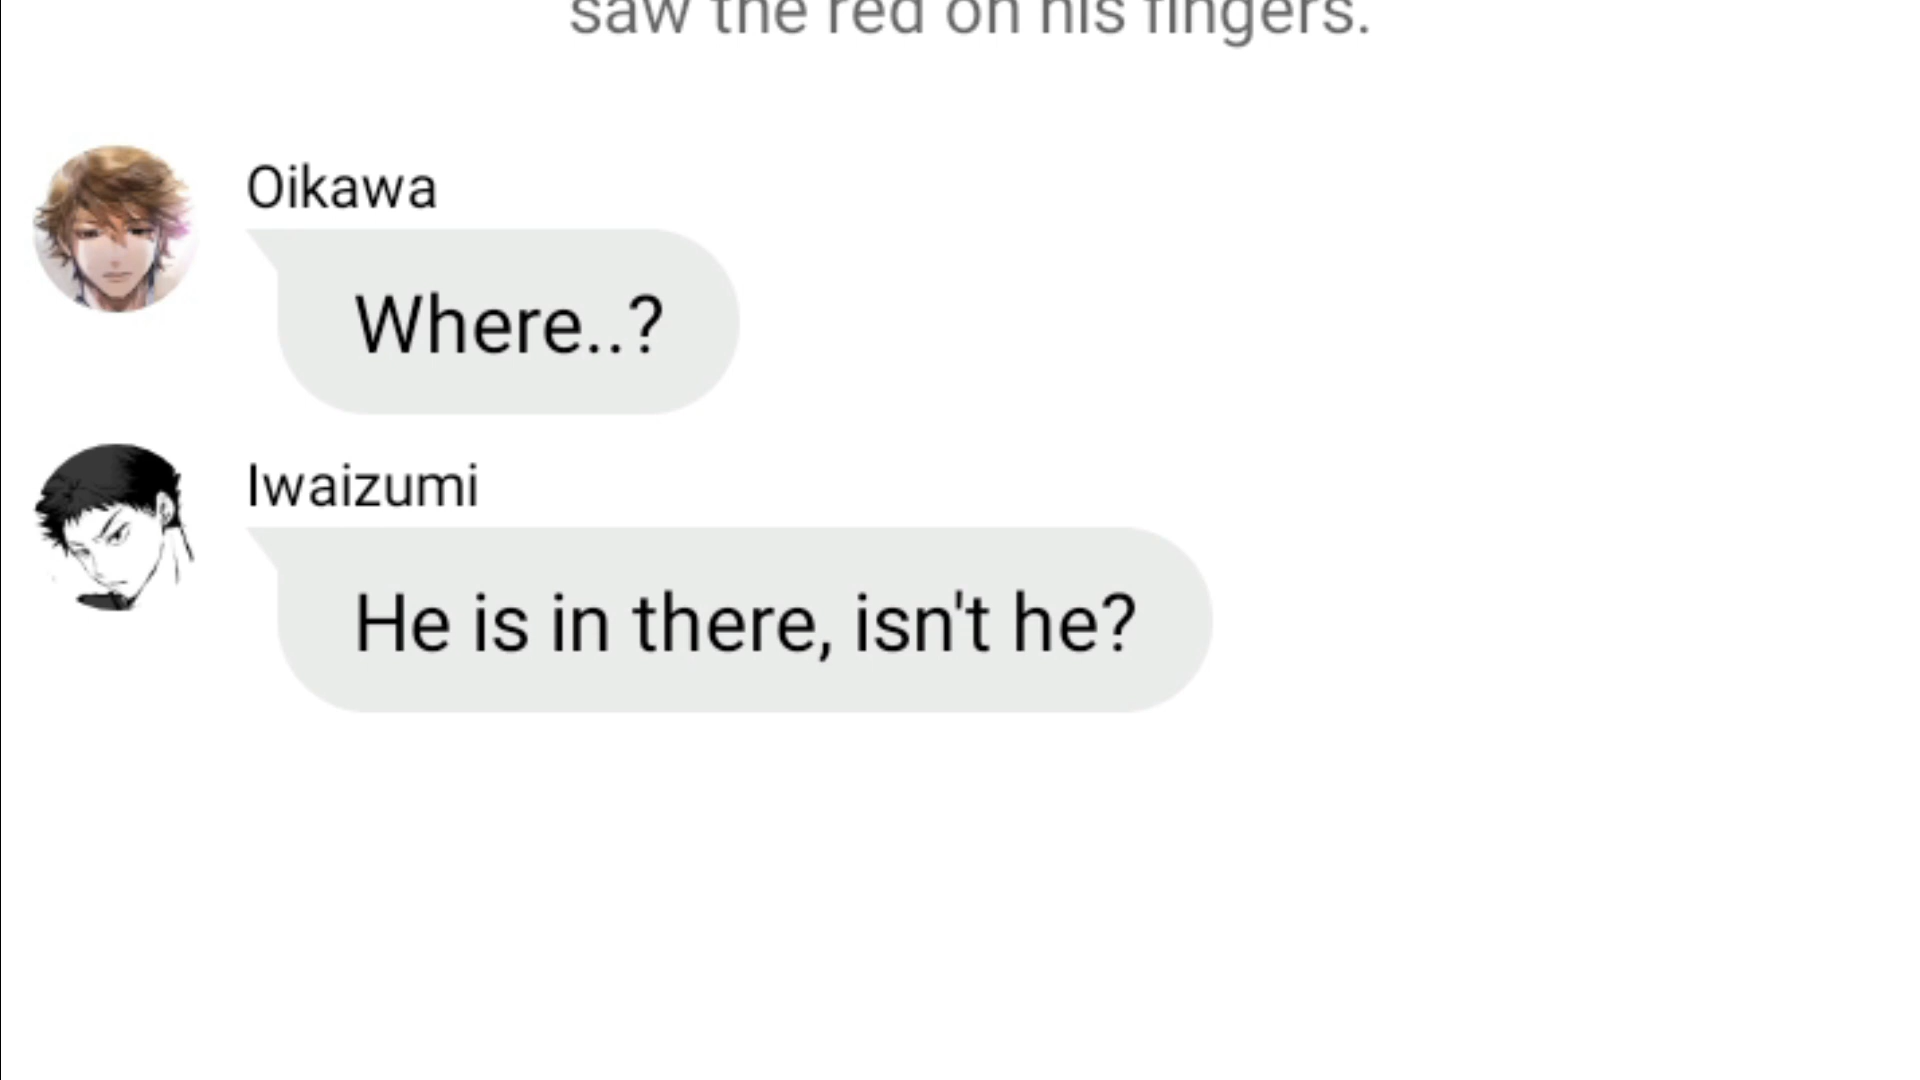 saw the red on his fingers.
Oikawa
Where..?
Iwaizumi
He is in there, isn't he?